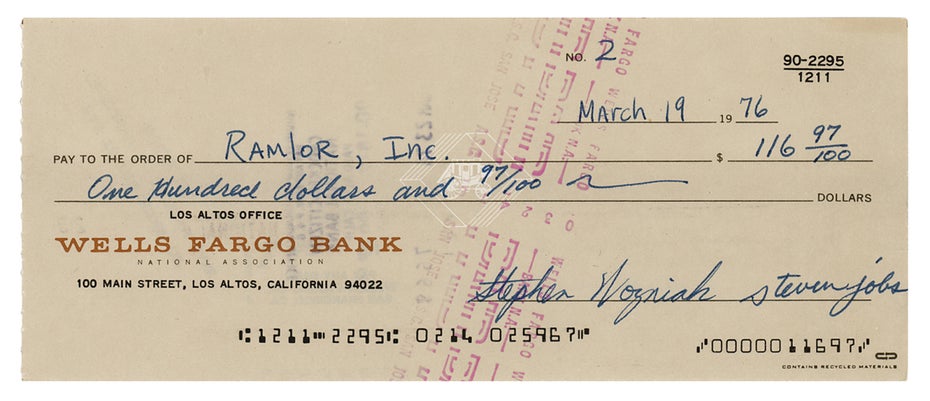 NO. 2
90-2295
1211
March 19 1976
PAY TO THE ORDER OF Ramlor, Inc. $ 116 97/100
One Hundred dollars and 97/100 DOLLARS
LOS ALTOS OFFICE
WELLS FARGO BANK
NATIONAL ASSOCIATION
100 MAIN STREET, LOS ALTOS, CALIFORNIA 94022
Stephen Wozniak steven jobs
⑆1211⑉2295⑆ 0214 025967⑈
⑈0000011697⑈
CONTAINS RECYCLED MATERIALS